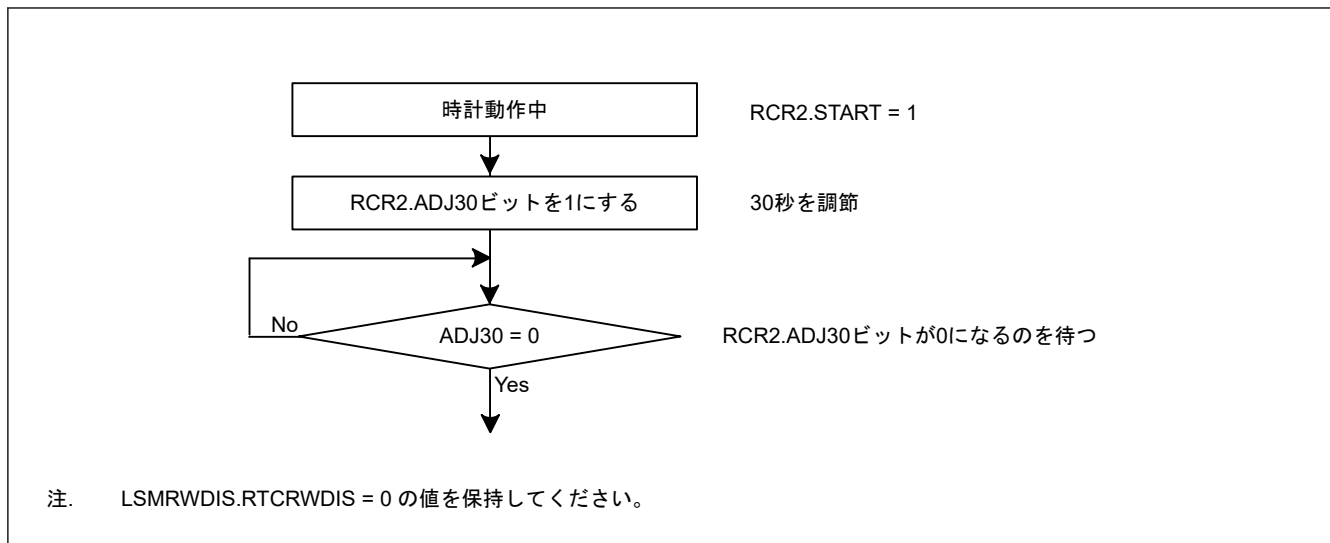 時計動作中
RCR2.START = 1
RCR2.ADJ30ビットを1にする
30秒を調節
No
ADJ30 = 0
RCR2.ADJ30ビットが0になるのを待つ
Yes
注. LSMRWDIS.RTCRWDIS = 0 の値を保持してください。